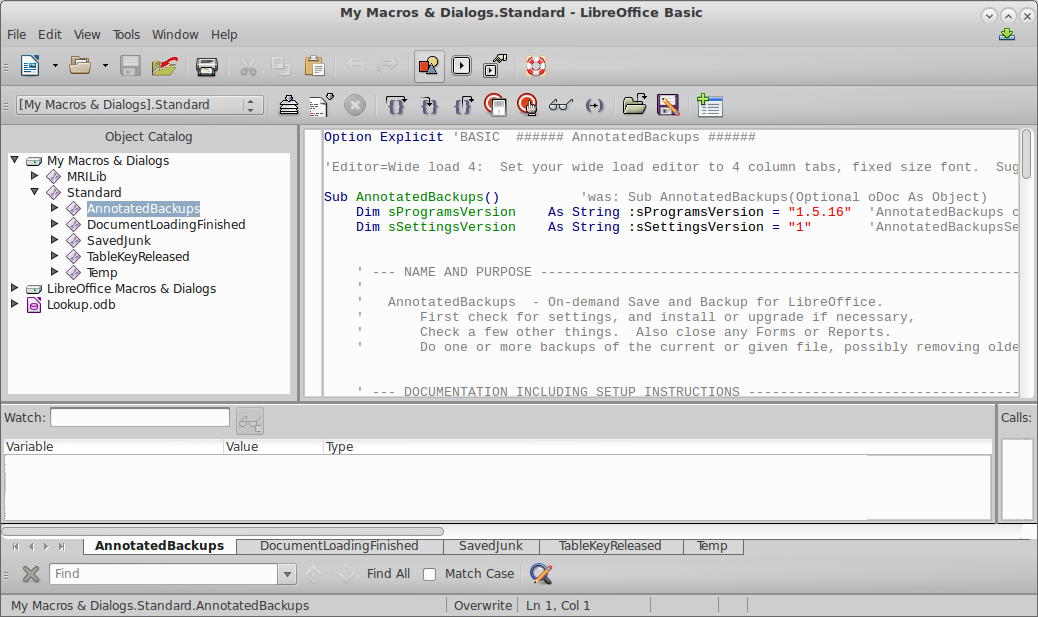 My Macros & Dialogs.Standard - LibreOffice Basic
File Edit View Tools Window Help
[My Macros & Dialogs].Standard
Object Catalog
My Macros & Dialogs
MRILib
Standard
AnnotatedBackups
DocumentLoadingFinished
SavedJunk
TableKeyReleased
Temp
LibreOffice Macros & Dialogs
Lookup.odb
Option Explicit 'BASIC  ###### AnnotatedBackups ######
'Editor=Wide load 4:  Set your wide load editor to 4 column tabs, fixed size font.  Sug
Sub AnnotatedBackups()          'was: Sub AnnotatedBackups(Optional oDoc As Object)
Dim sProgramsVersion    As String :sProgramsVersion = "1.5.16"  'AnnotatedBackups c
Dim sSettingsVersion    As String :sSettingsVersion = "1"       'AnnotatedBackupsSe
' --- NAME AND PURPOSE ------------------------------------------------------------
'
'   AnnotatedBackups  - On-demand Save and Backup for LibreOffice.
'       First check for settings, and install or upgrade if necessary,
'       Check a few other things.  Also close any Forms or Reports.
'       Do one or more backups of the current or given file, possibly removing olde
' --- DOCUMENTATION INCLUDING SETUP INSTRUCTIONS ----------------------------------
Watch:
Calls:
Variable Value Type
AnnotatedBackups DocumentLoadingFinished SavedJunk TableKeyReleased Temp
Find Find All Match Case
My Macros & Dialogs.Standard.AnnotatedBackups Overwrite Ln 1, Col 1